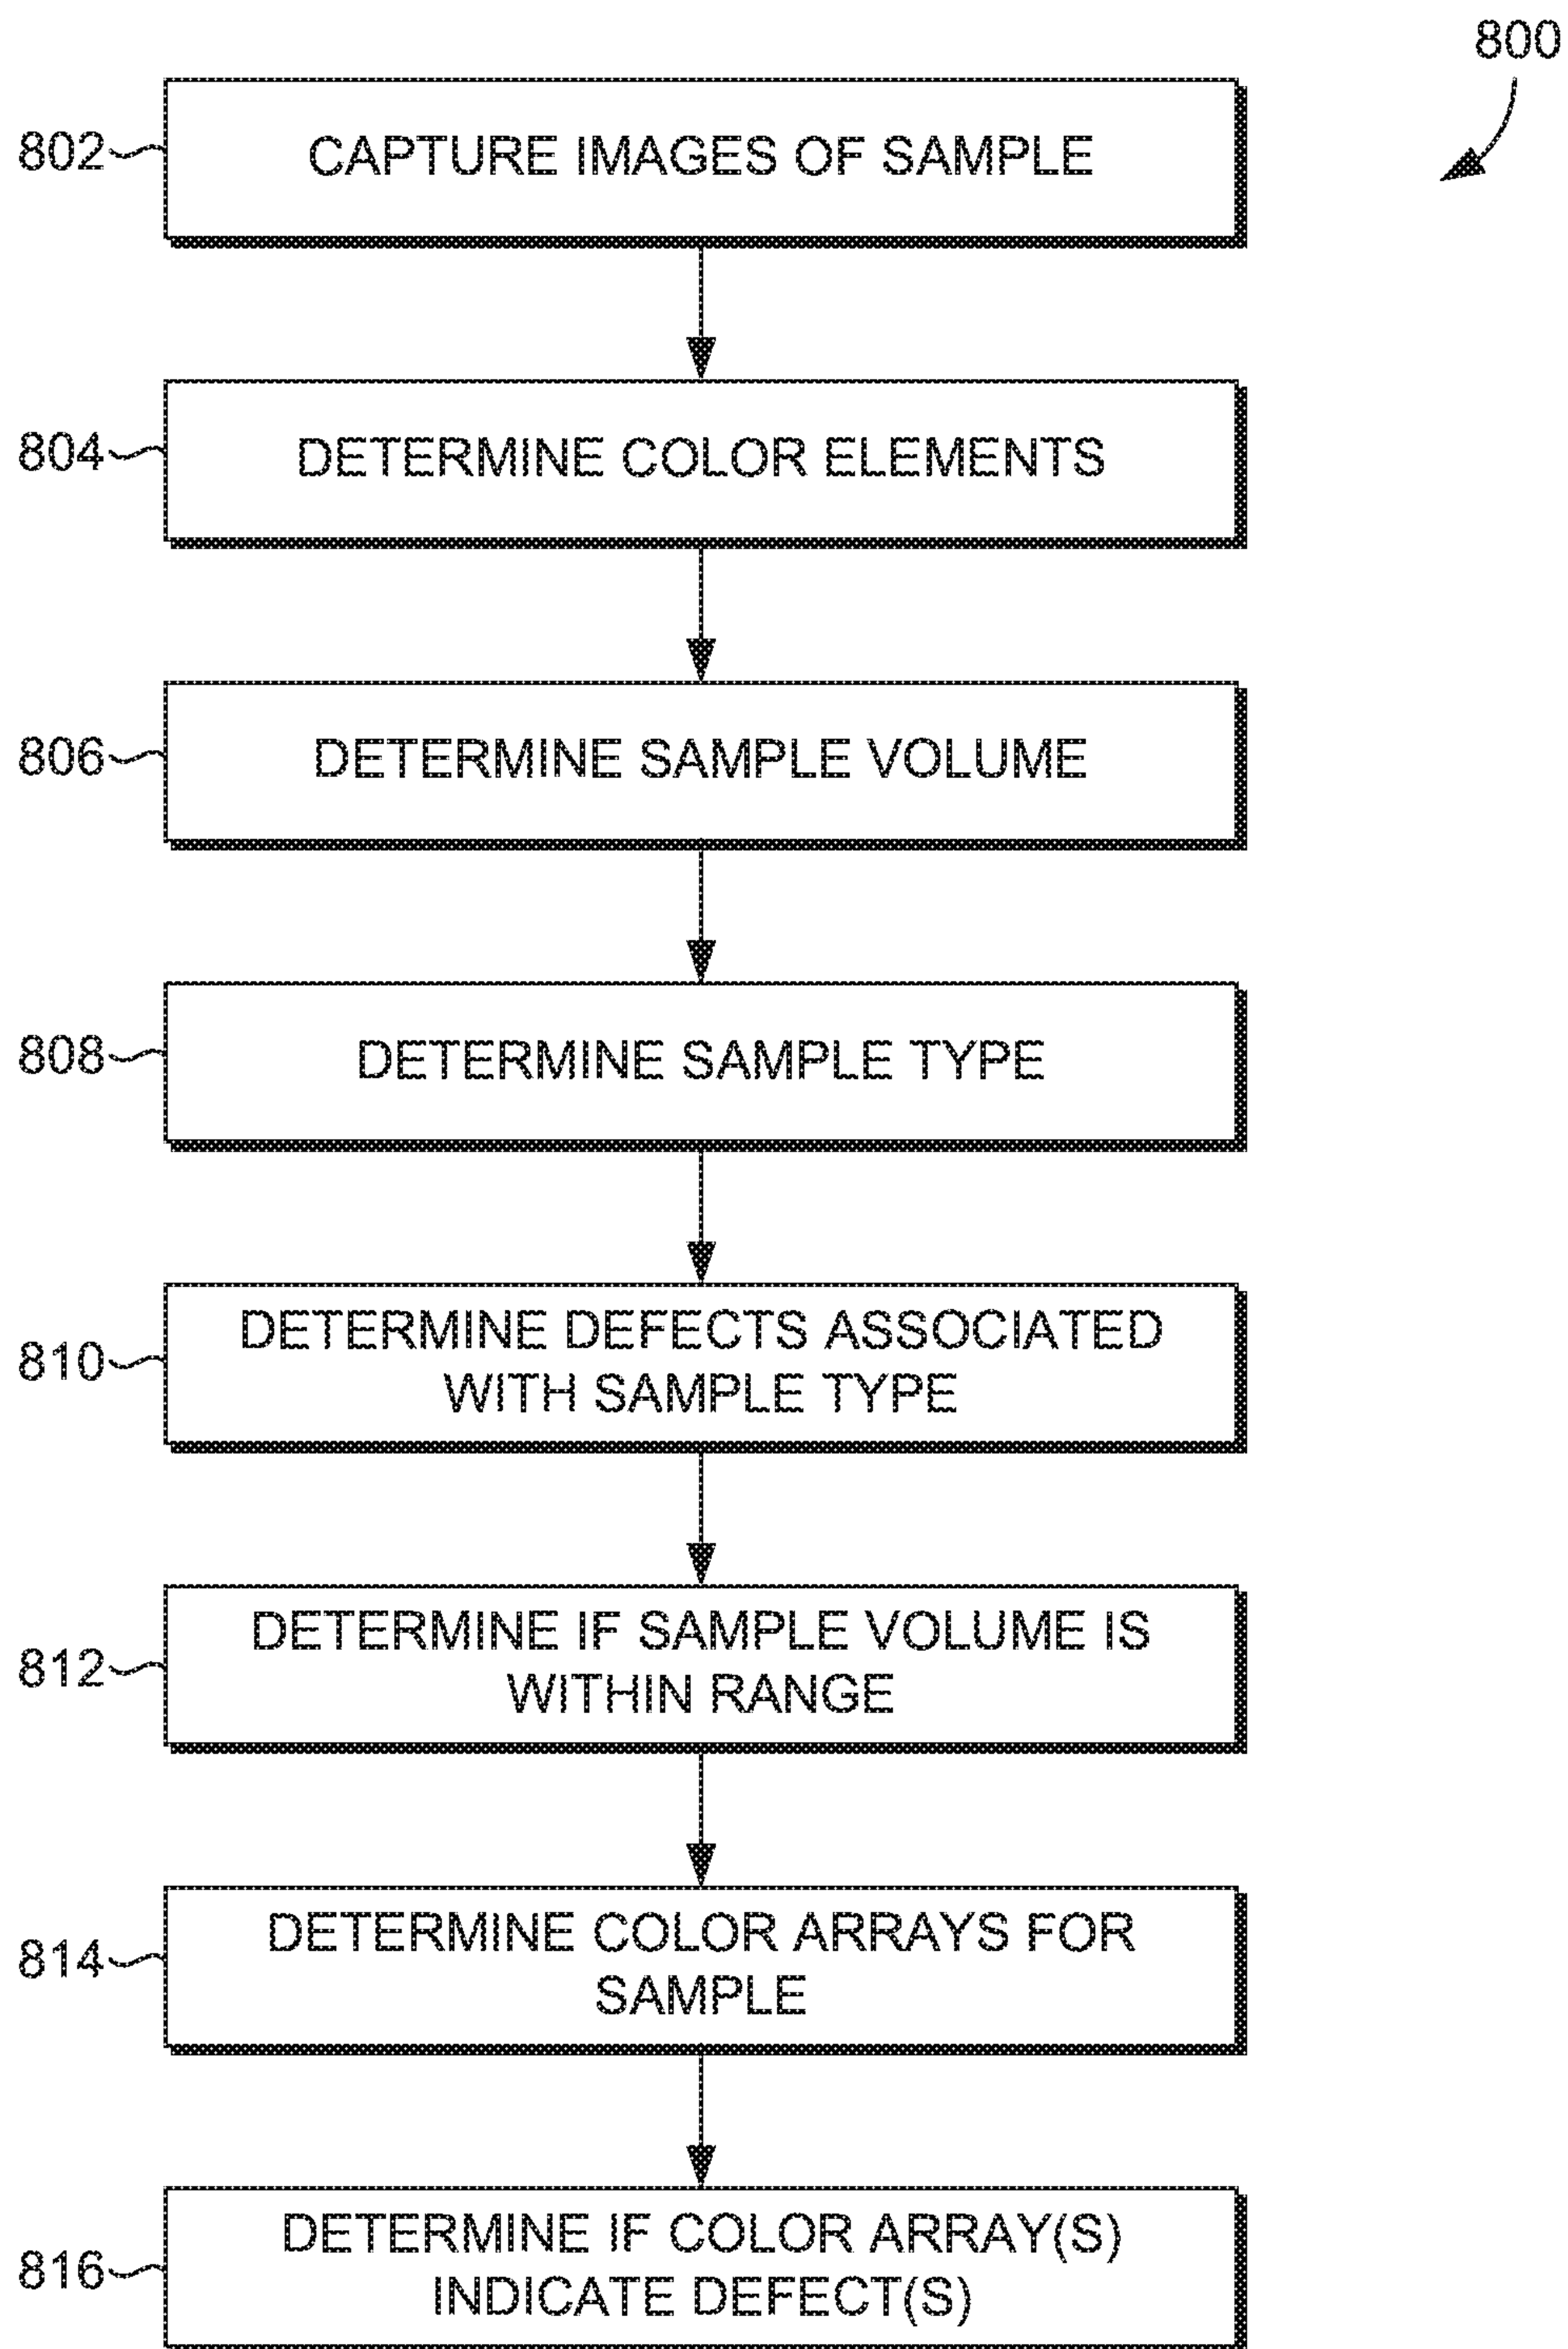 800
802
CAPTURE IMAGES OF SAMPLE
804
DETERMINE COLOR ELEMENTS
806
DETERMINE SAMPLE VOLUME
808
DETERMINE SAMPLE TYPE
810
DETERMINE DEFECTS ASSOCIATED
WITH SAMPLE TYPE
812
DETERMINE IF SAMPLE VOLUME IS
WITHIN RANGE
814
DETERMINE COLOR ARRAYS FOR
SAMPLE
816
DETERMINE IF COLOR ARRAY(S)
INDICATE DEFECT(S)